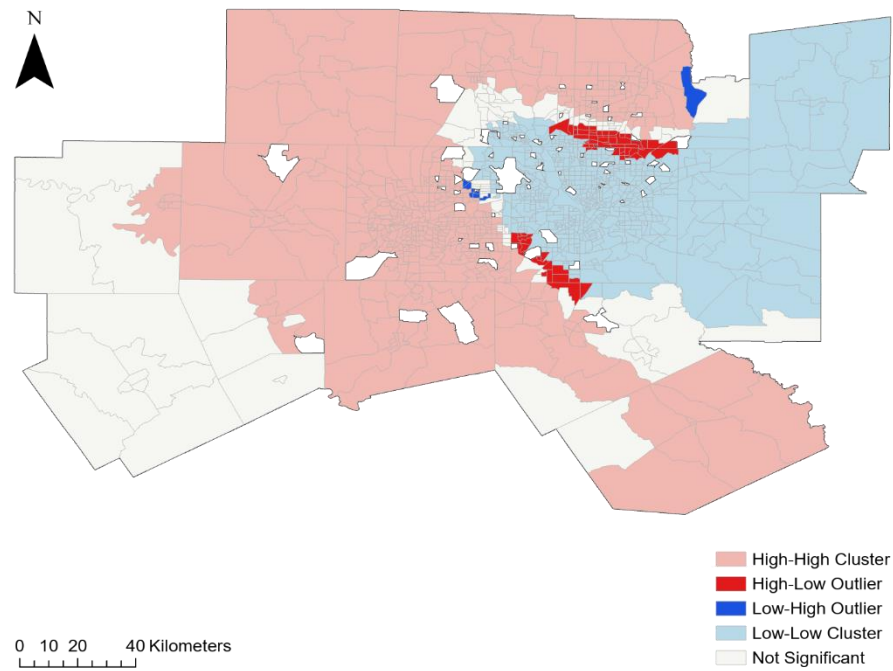 N
High-High Cluster
High-Low Outlier
Low-High Outlier
Low-Low Cluster
Not Significant
0 10 20 40 Kilometers